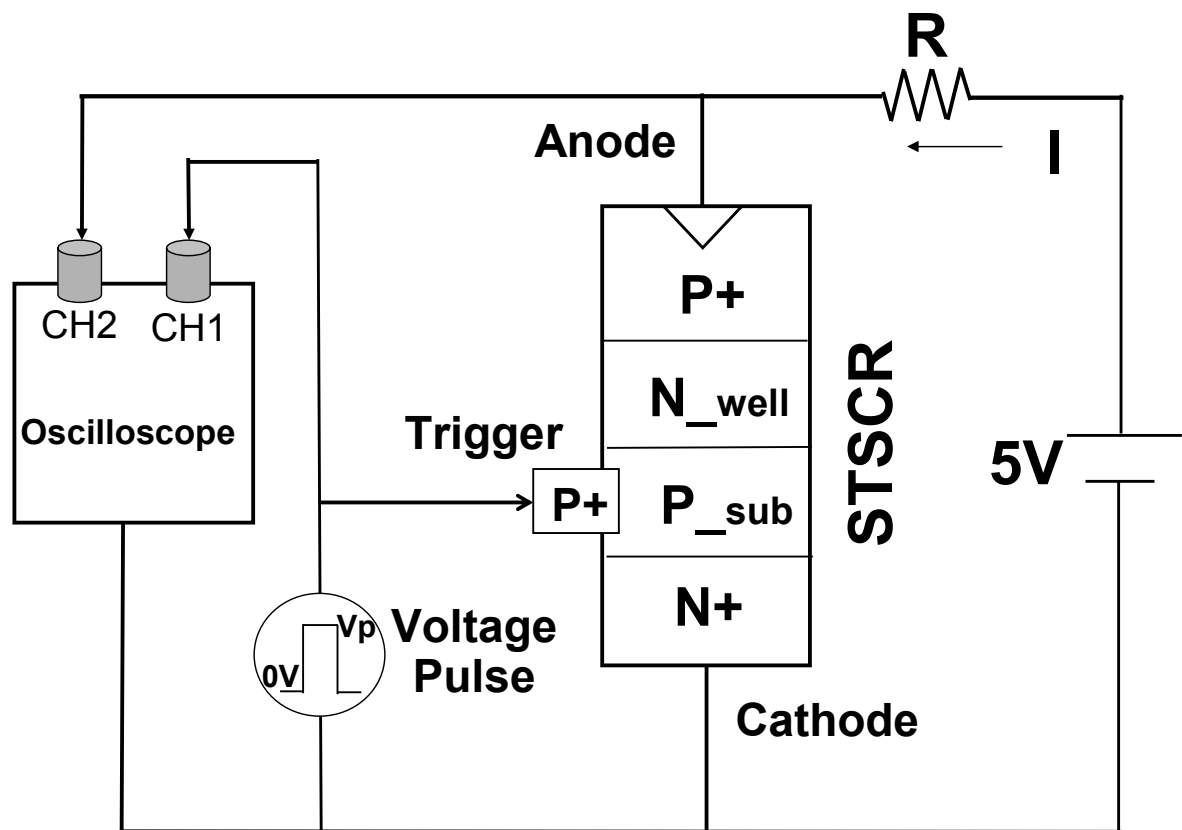 R
Anode
I
P+
CH2
CH1
N_well
STSCR
Oscilloscope
Trigger
5V
P+
P_sub
N+
Vp
0V
Voltage
Pulse
Cathode